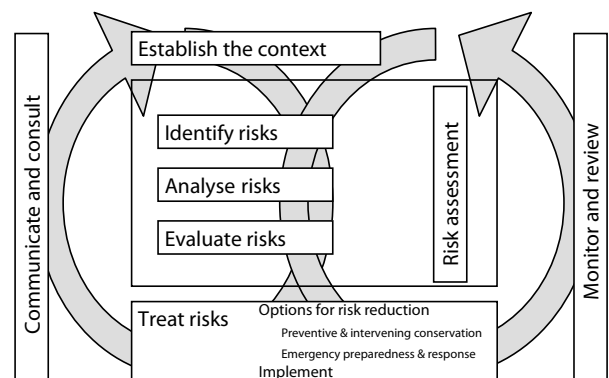 Communicate and consult
Establish the context
Identify risks
Analyse risks
Evaluate risks
Risk assessment
Treat risks
Options for risk reduction
Preventive & intervening conservation
Emergency preparedness & response
Implement
Monitor and review